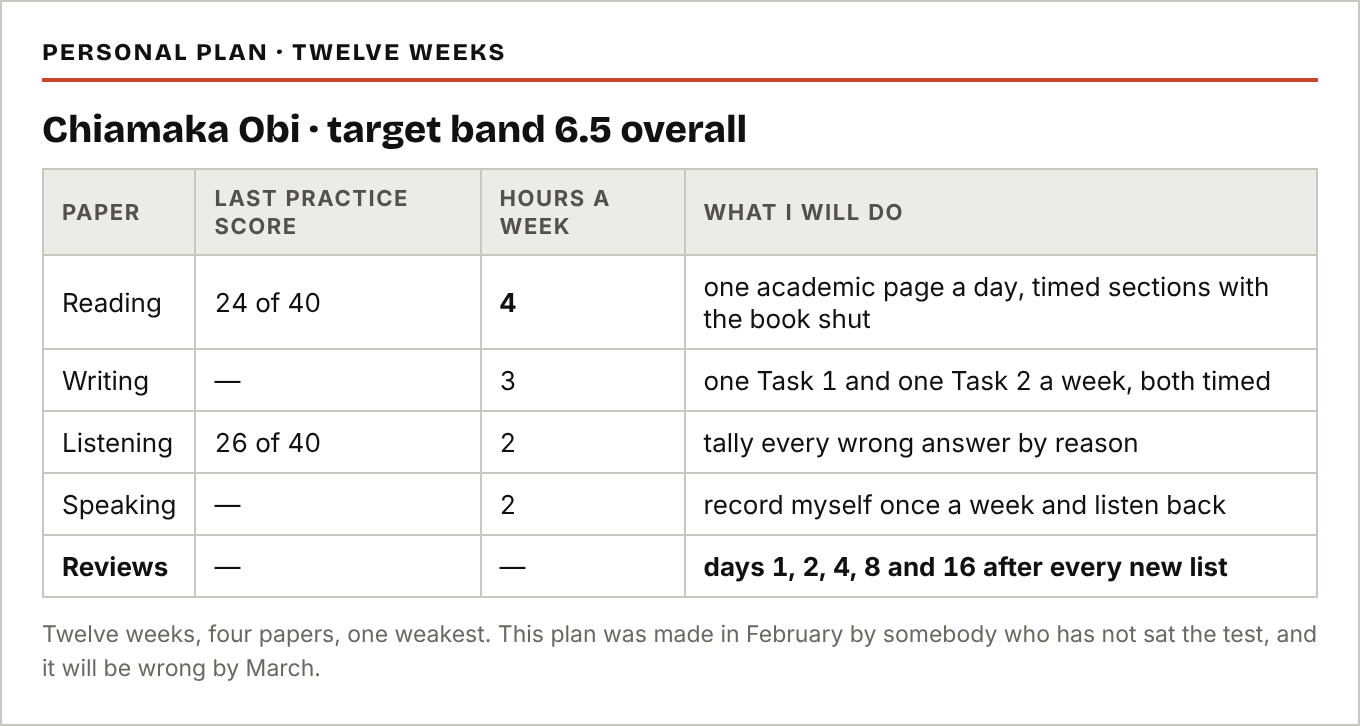 PERSONAL PLAN · TWELVE WEEKS
Chiamaka Obi · target band 6.5 overall
PAPER
LAST PRACTICE
SCORE
HOURS A
WEEK
WHAT I WILL DO
Reading
24 of 40
4
one academic page a day, timed sections with
the book shut
Writing
—
3
one Task 1 and one Task 2 a week, both timed
Listening
26 of 40
2
tally every wrong answer by reason
Speaking
—
2
record myself once a week and listen back
Reviews
—
—
days 1, 2, 4, 8 and 16 after every new list
Twelve weeks, four papers, one weakest. This plan was made in February by somebody who has not sat the test, and
it will be wrong by March.